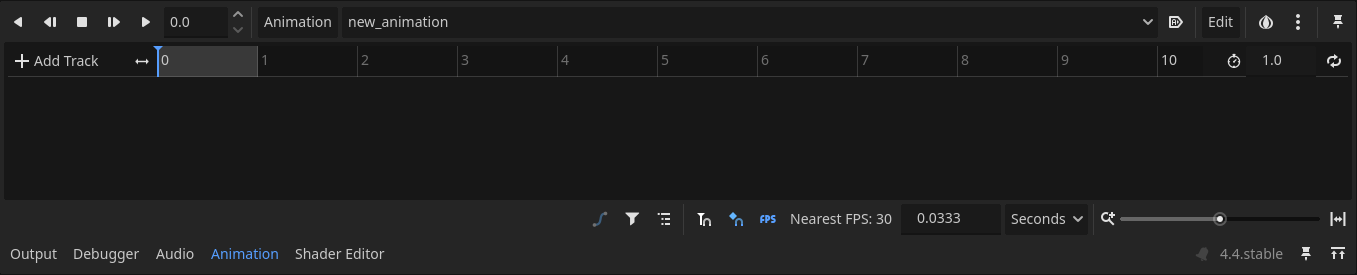 0.0 Animation new_animation Edit
Add Track 0 1 2 3 4 5 6 7 8 9 10 1.0
FPS Nearest FPS: 30 0.0333 Seconds
Output Debugger Audio Animation Shader Editor 4.4.stable